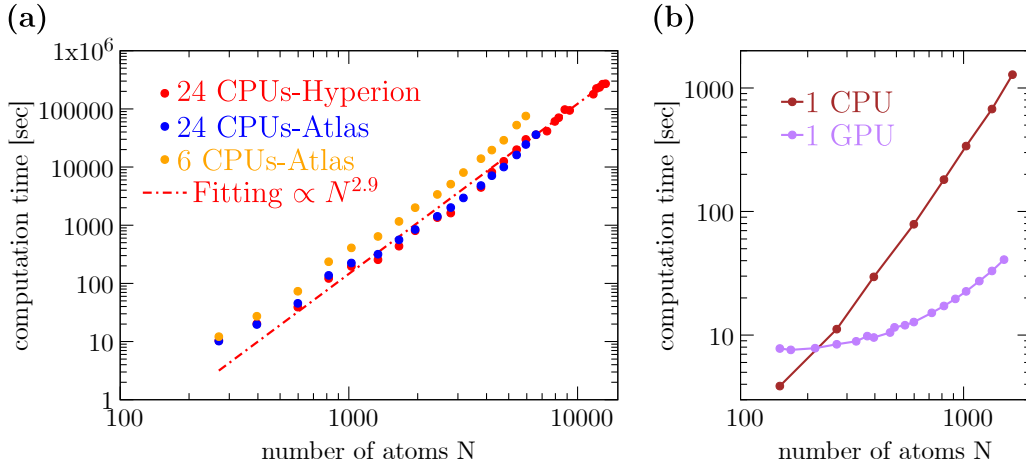 (a)
1x10⁶
100000
10000
1000
100
10
1
computation time [sec]
24 CPUs-Hyperion
24 CPUs-Atlas
6 CPUs-Atlas
Fitting ∝ N^2.9
100
1000
10000
number of atoms N
(b)
1000
100
10
computation time [sec]
1 CPU
1 GPU
100
1000
number of atoms N